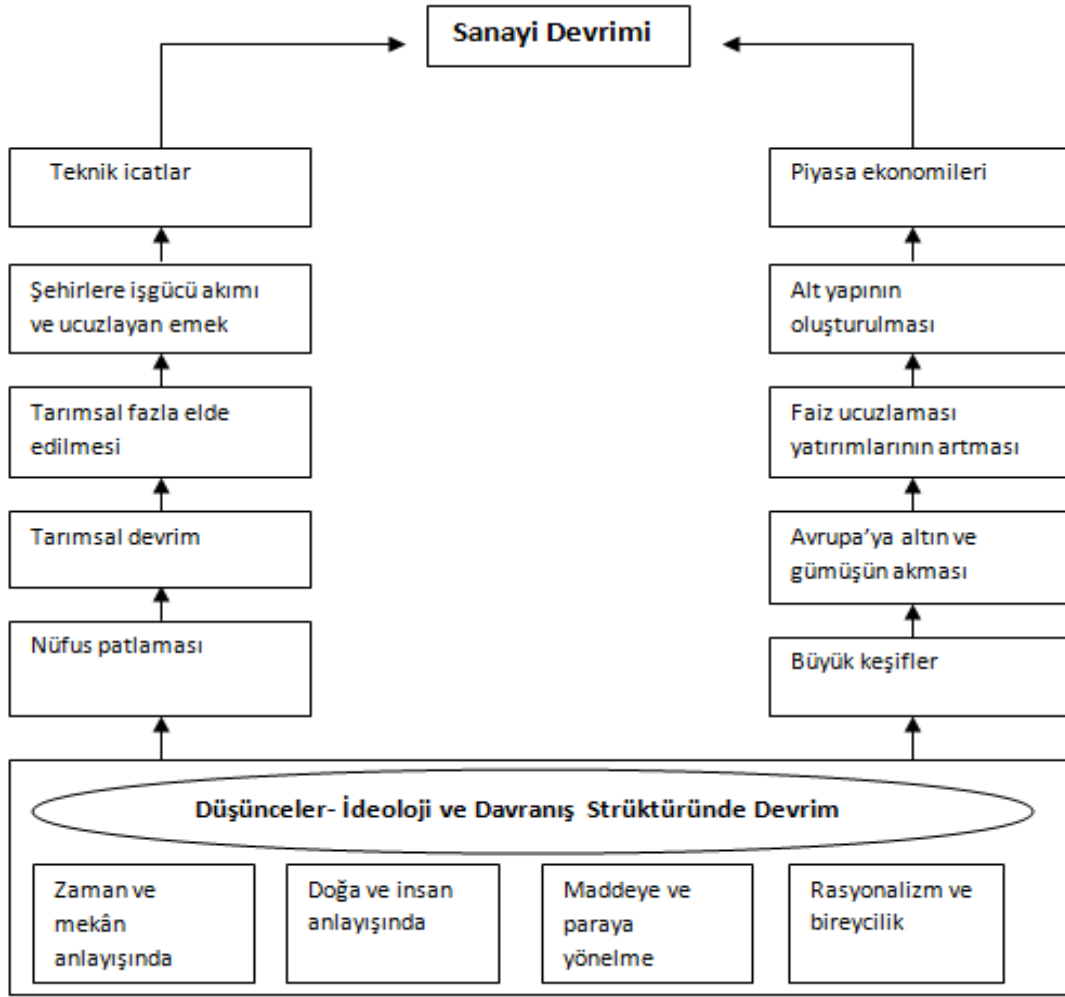 Sanayi Devrimi
Teknik icatlar
Piyasa ekonomileri
Şehirlere işgücü akımı
ve ucuzlayan emek
Alt yapının
oluşturulması
Tarımsal fazla elde
edilmesi
Faiz ucuzlaması
yatırımlarının artması
Tarımsal devrim
Avrupa’ya altın ve
gümüşün akması
Nüfus patlaması
Büyük keşifler
Düşünceler- İdeoloji ve Davranış Strüktüründe Devrim
Zaman ve
mekân
anlayışında
Doğa ve insan
anlayışında
Maddeye ve
paraya
yönelme
Rasyonalizm ve
bireycilik